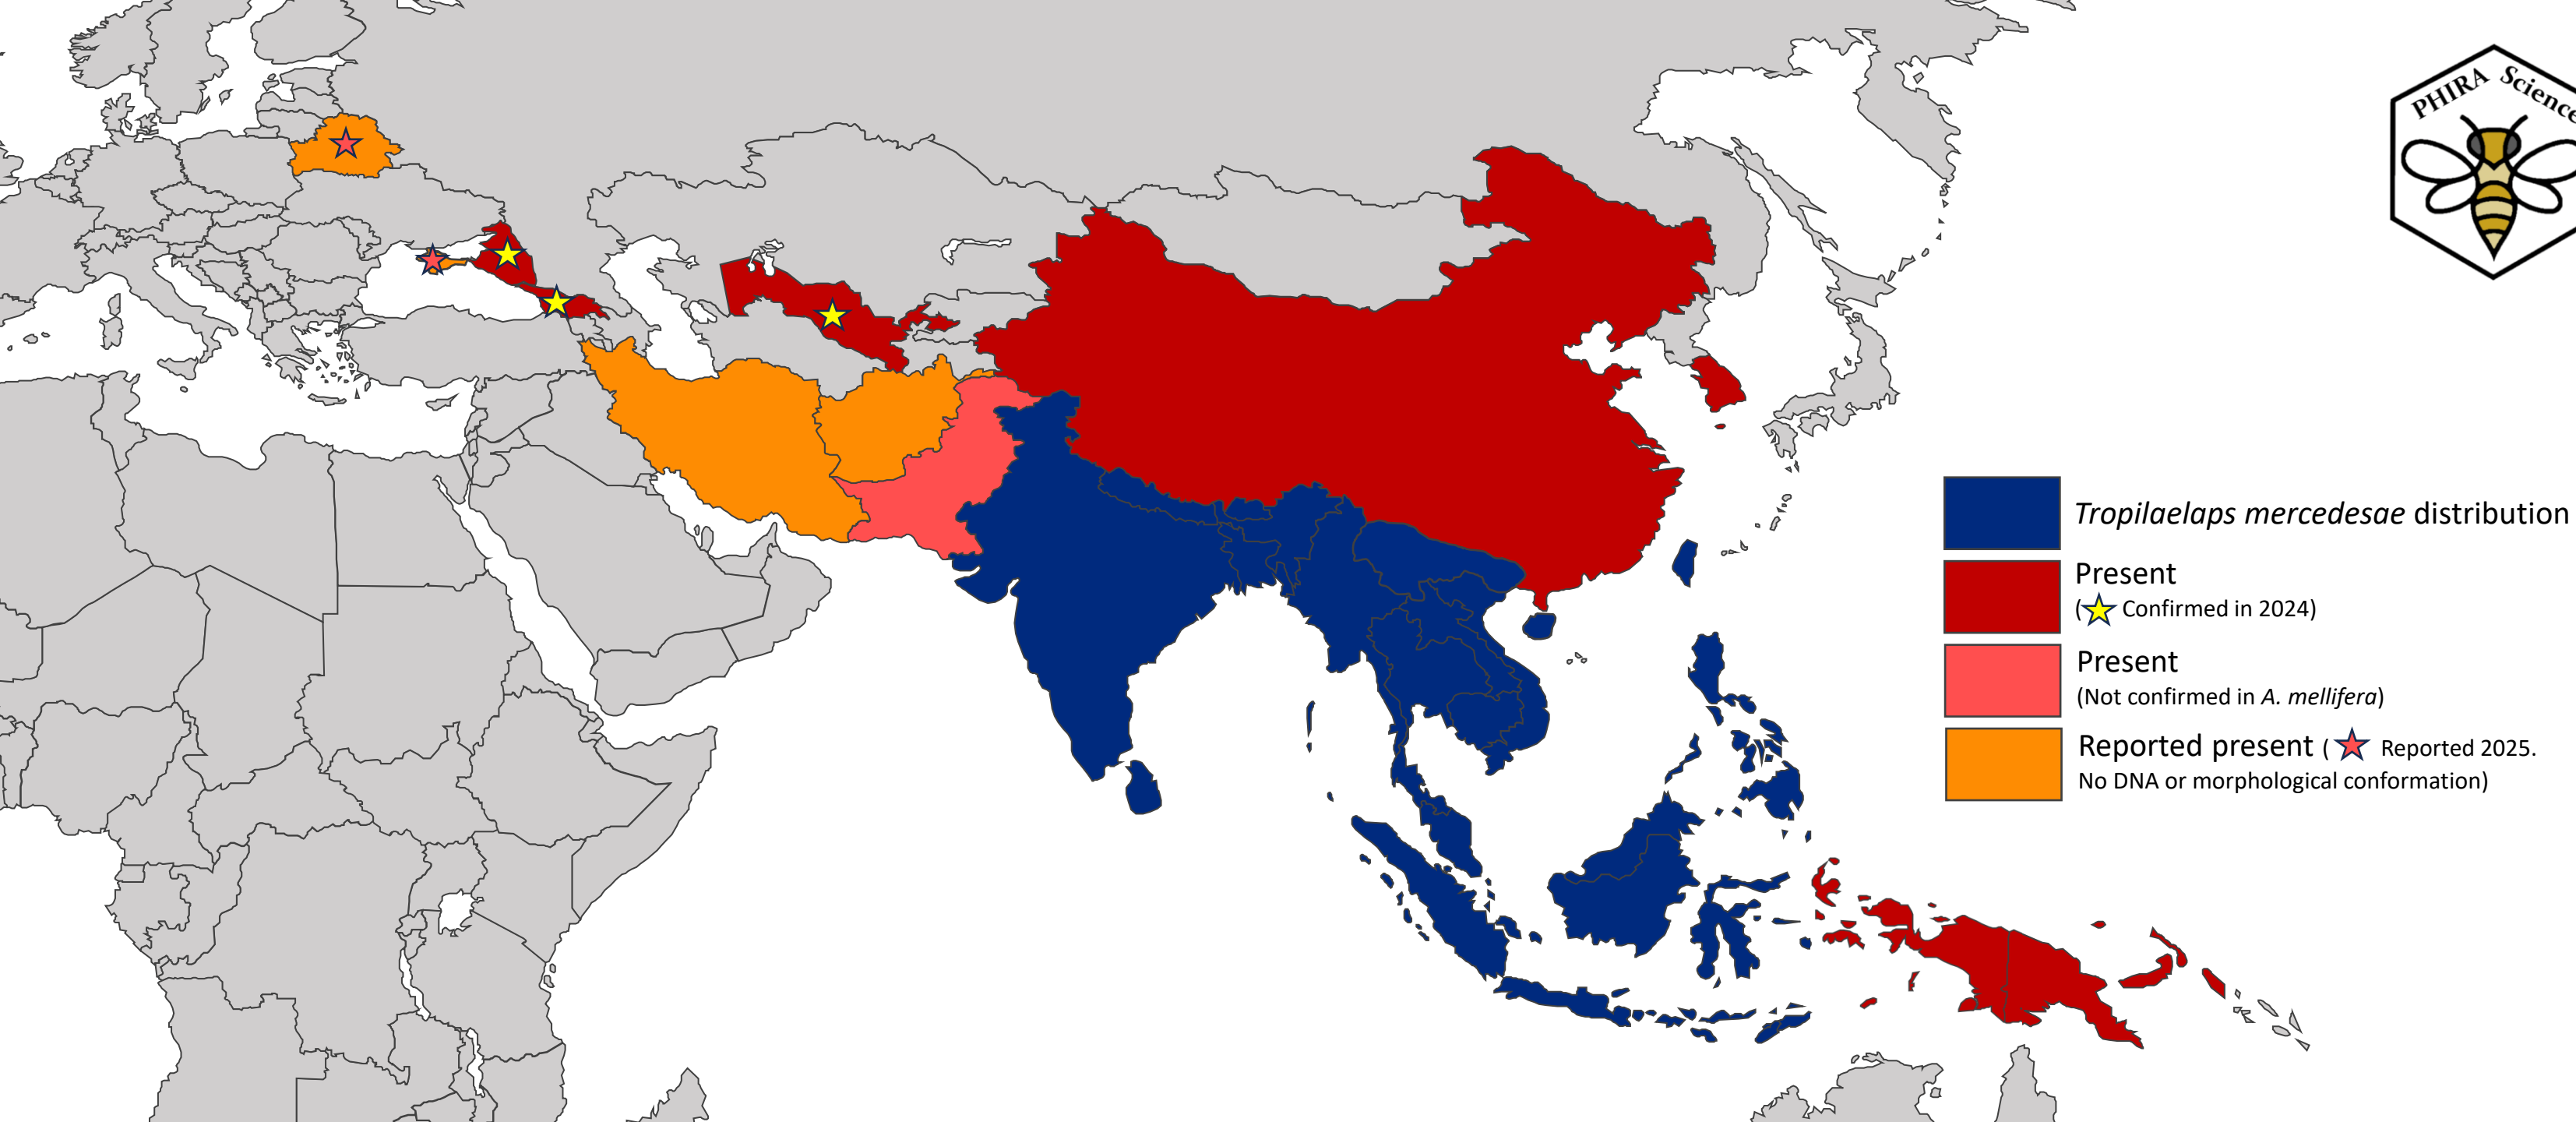 PHIRA Science
Tropilaelaps mercedesae distribution
Present
(★ Confirmed in 2024)
Present
(Not confirmed in A. mellifera)
Reported present ( ★ Reported 2025.
No DNA or morphological conformation)